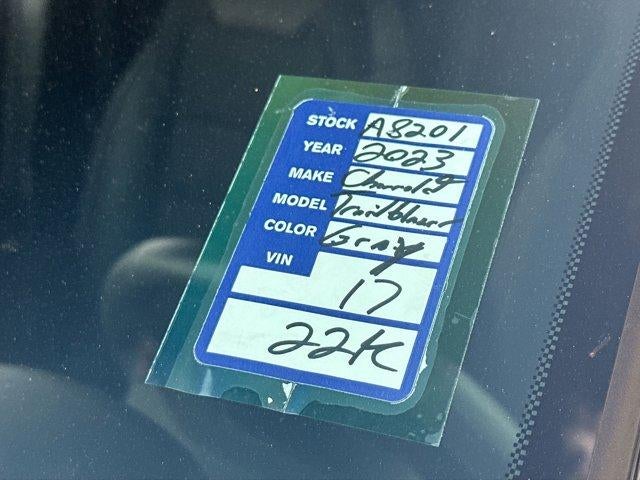 STOCK A8201
YEAR 2023
MAKE Chevrolet
MODEL Trailblazer
COLOR Gray
VIN
17
22K